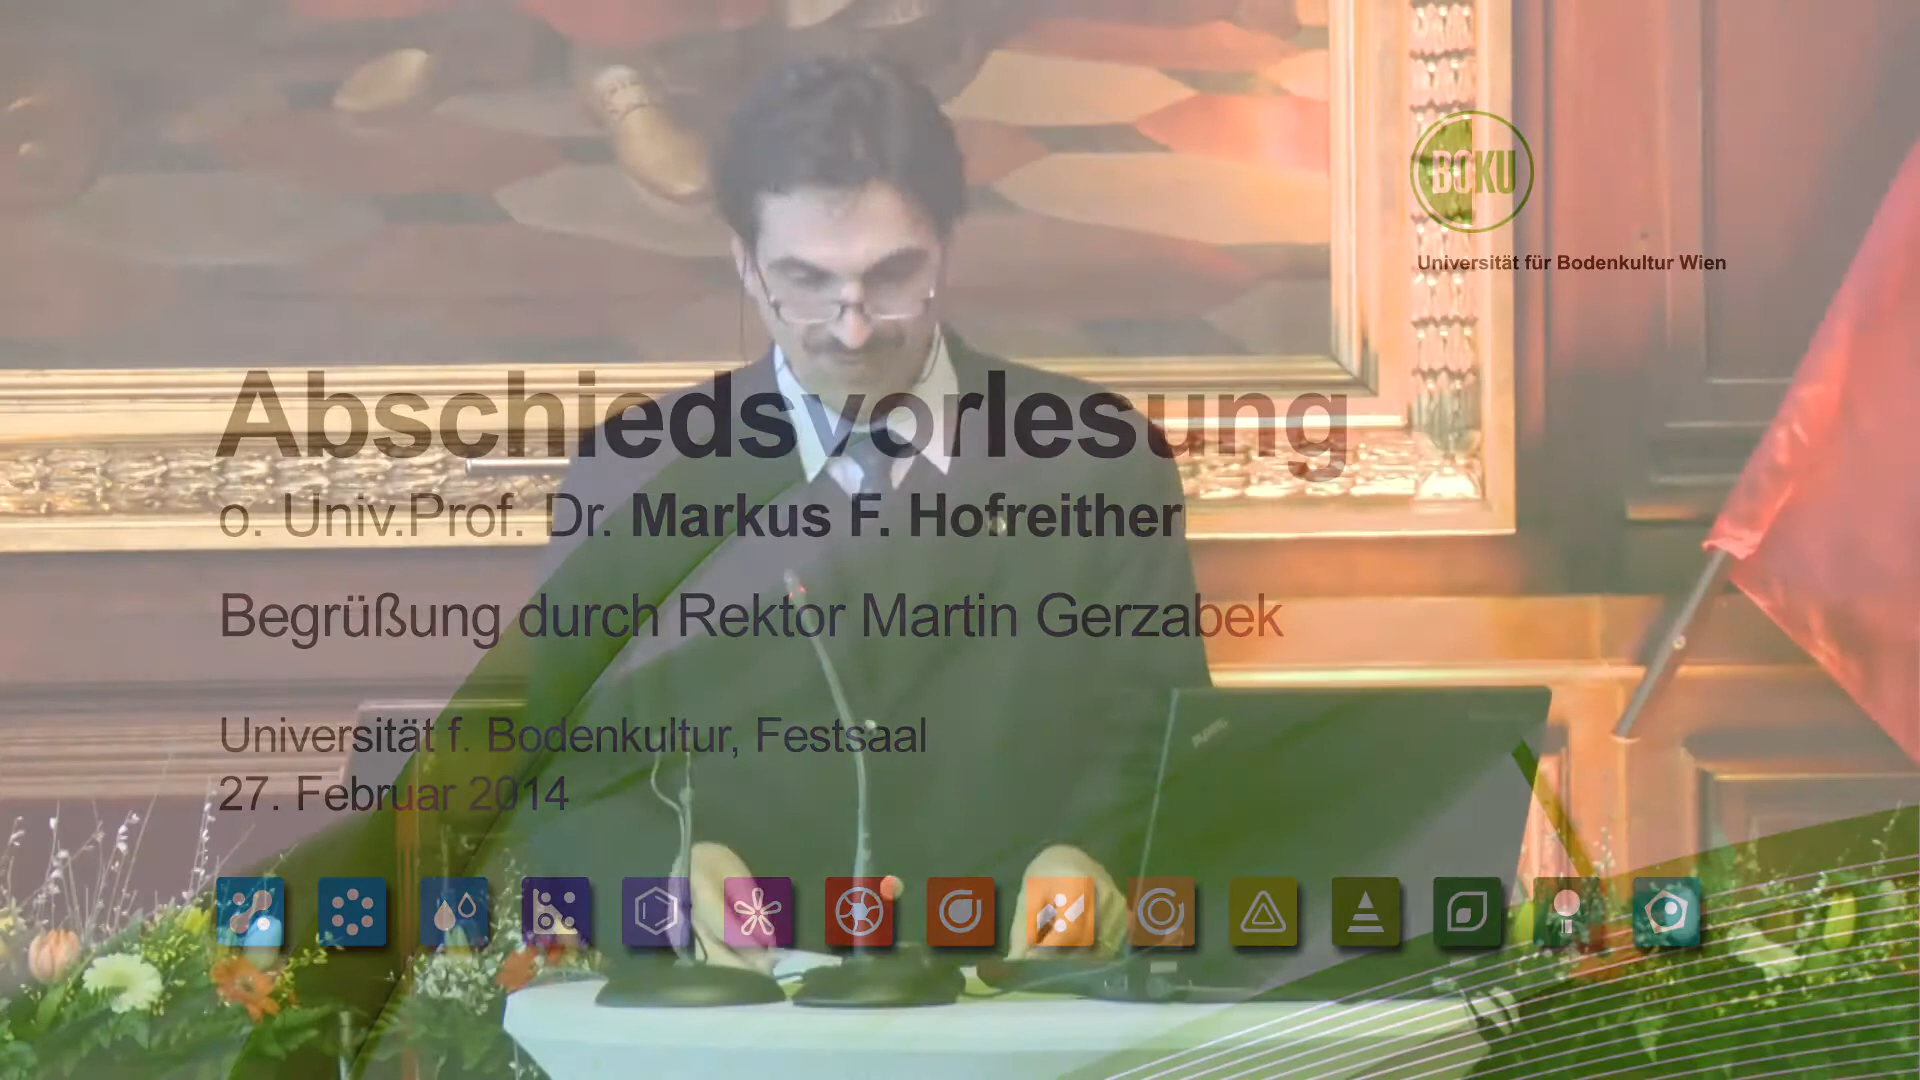 BOKU
Universität für Bodenkultur Wien
Abschiedsvorlesung
o. Univ.Prof. Dr. Markus F. Hofreither
Begrüßung durch Rektor Martin Gerzabek
Universität f. Bodenkultur, Festsaal
27. Februar 2014